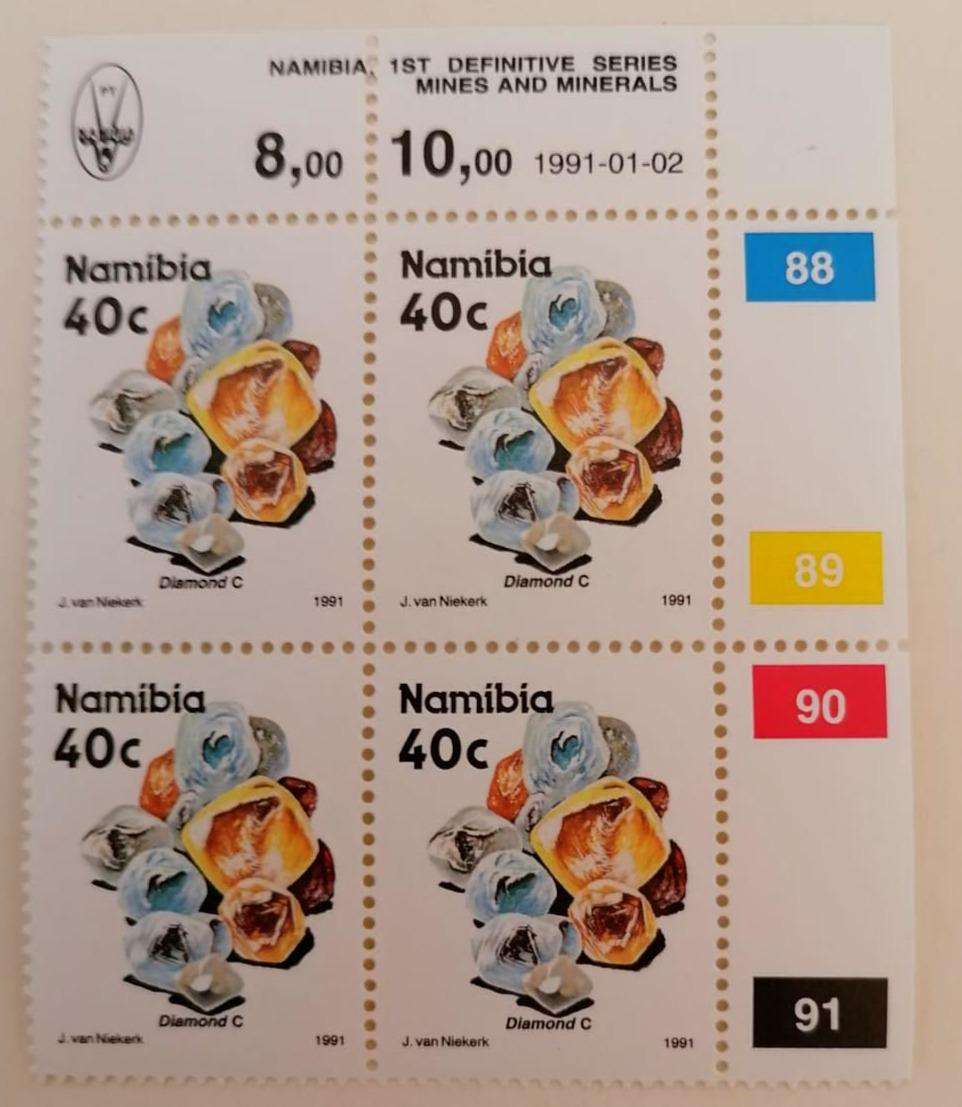 NAMIBIA, 1ST DEFINITIVE SERIES
MINES AND MINERALS
8,00 10,00 1991-01-02
Namibia
40c
Diamond C
J. van Niekerk 1991
Namibia
40c
Diamond C
J. van Niekerk 1991
88
89
Namibia
40c
Diamond C
J. van Niekerk 1991
Namibia
40c
Diamond C
J. van Niekerk 1991
90
91